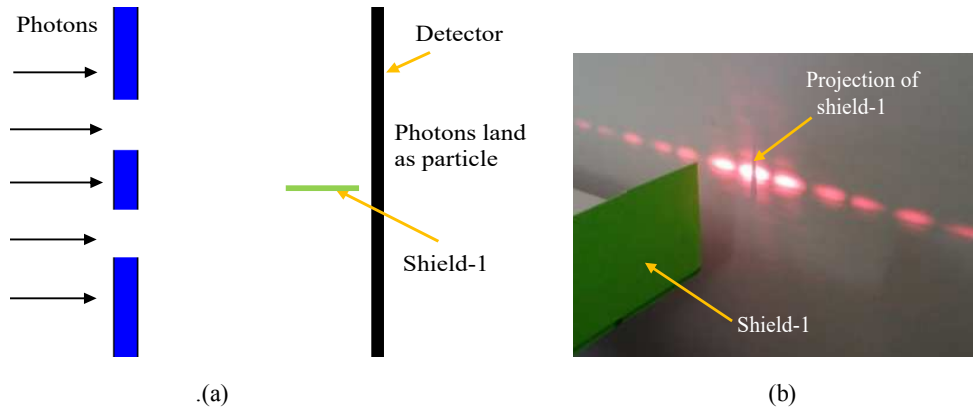 Photons
Detector
Photons land
as particle
Shield-1
.(a)
Projection of
shield-1
Shield-1
(b)